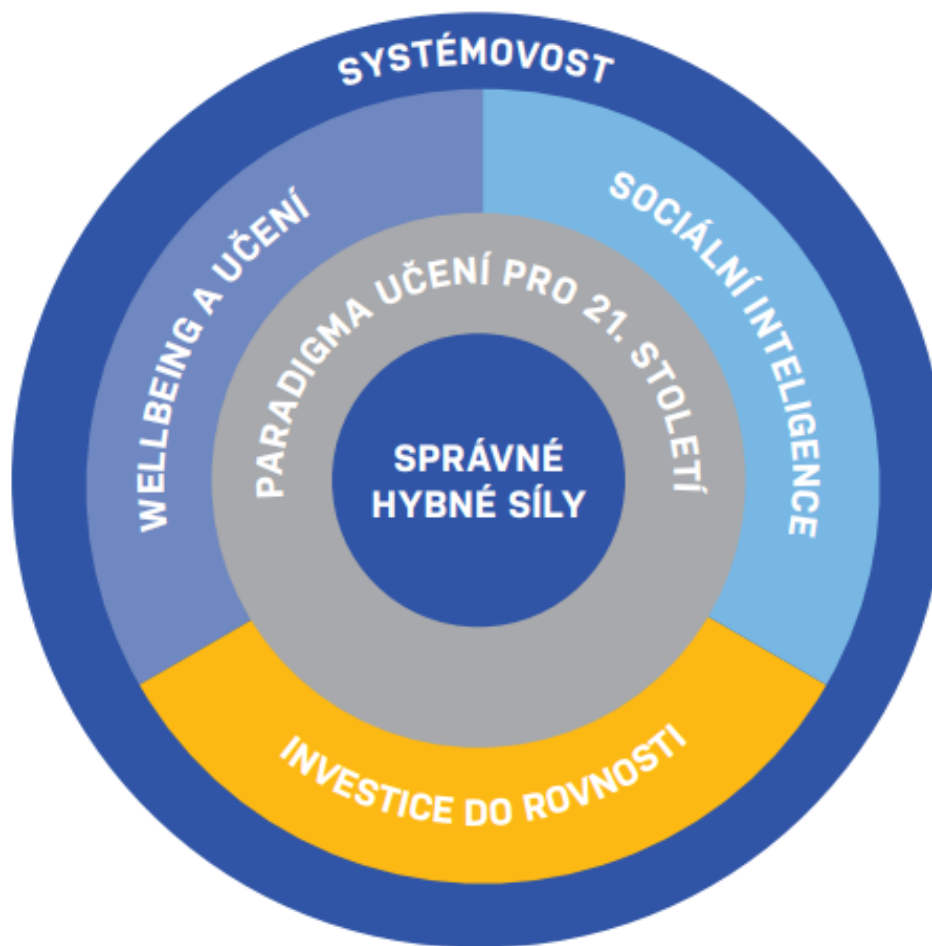 SYSTÉMOVOST
WELLBEING A UČENÍ
SOCIÁLNÍ INTELIGENCE
PARADIGMA UČENÍ PRO 21. STOLETÍ
SPRÁVNÉ
HYBNÉ SÍLY
INVESTICE DO ROVNOSTI